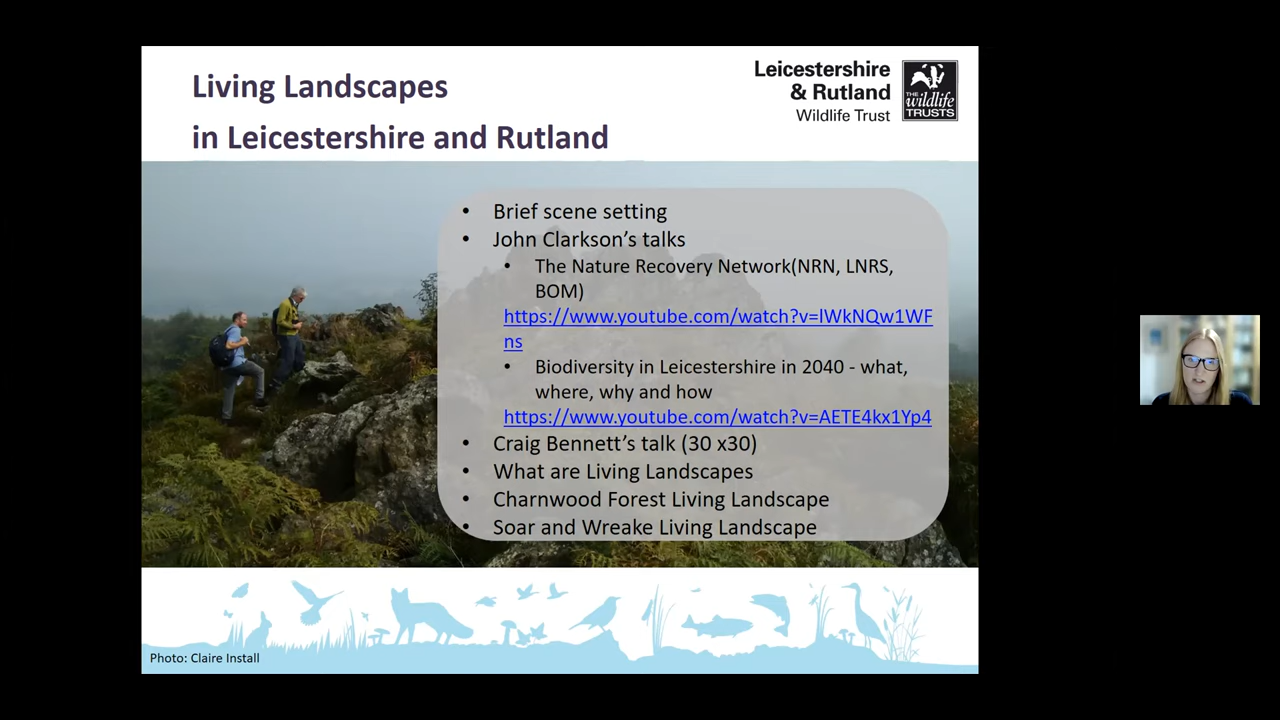 Living Landscapes
in Leicestershire and Rutland
Leicestershire
& Rutland
Wildlife Trust
THE
wildlife
TRUSTS
• Brief scene setting
• John Clarkson’s talks
• The Nature Recovery Network(NRN, LNRS,
BOM)
https://www.youtube.com/watch?v=lWkNQw1WF
ns
• Biodiversity in Leicestershire in 2040 - what,
where, why and how
https://www.youtube.com/watch?v=AETE4kx1Yp4
• Craig Bennett’s talk (30 x30)
• What are Living Landscapes
• Charnwood Forest Living Landscape
• Soar and Wreake Living Landscape
Photo: Claire Install